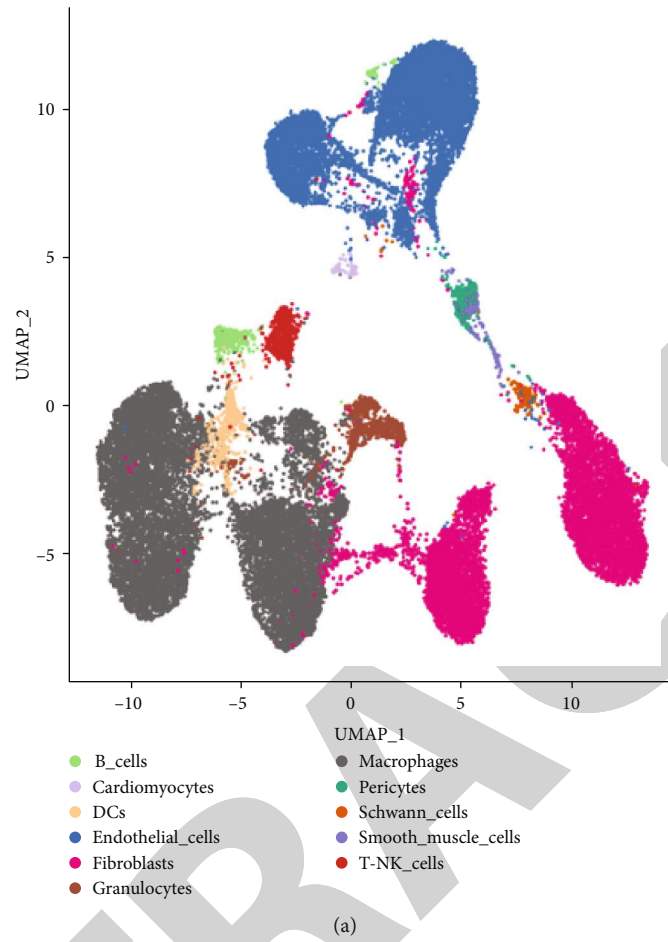 UMAP_2
10
5
0
−5
−10
−5
0
5
10
UMAP_1
B_cells
Cardiomyocytes
DCs
Endothelial_cells
Fibroblasts
Granulocytes
Macrophages
Pericytes
Schwann_cells
Smooth_muscle_cells
T-NK_cells
(a)